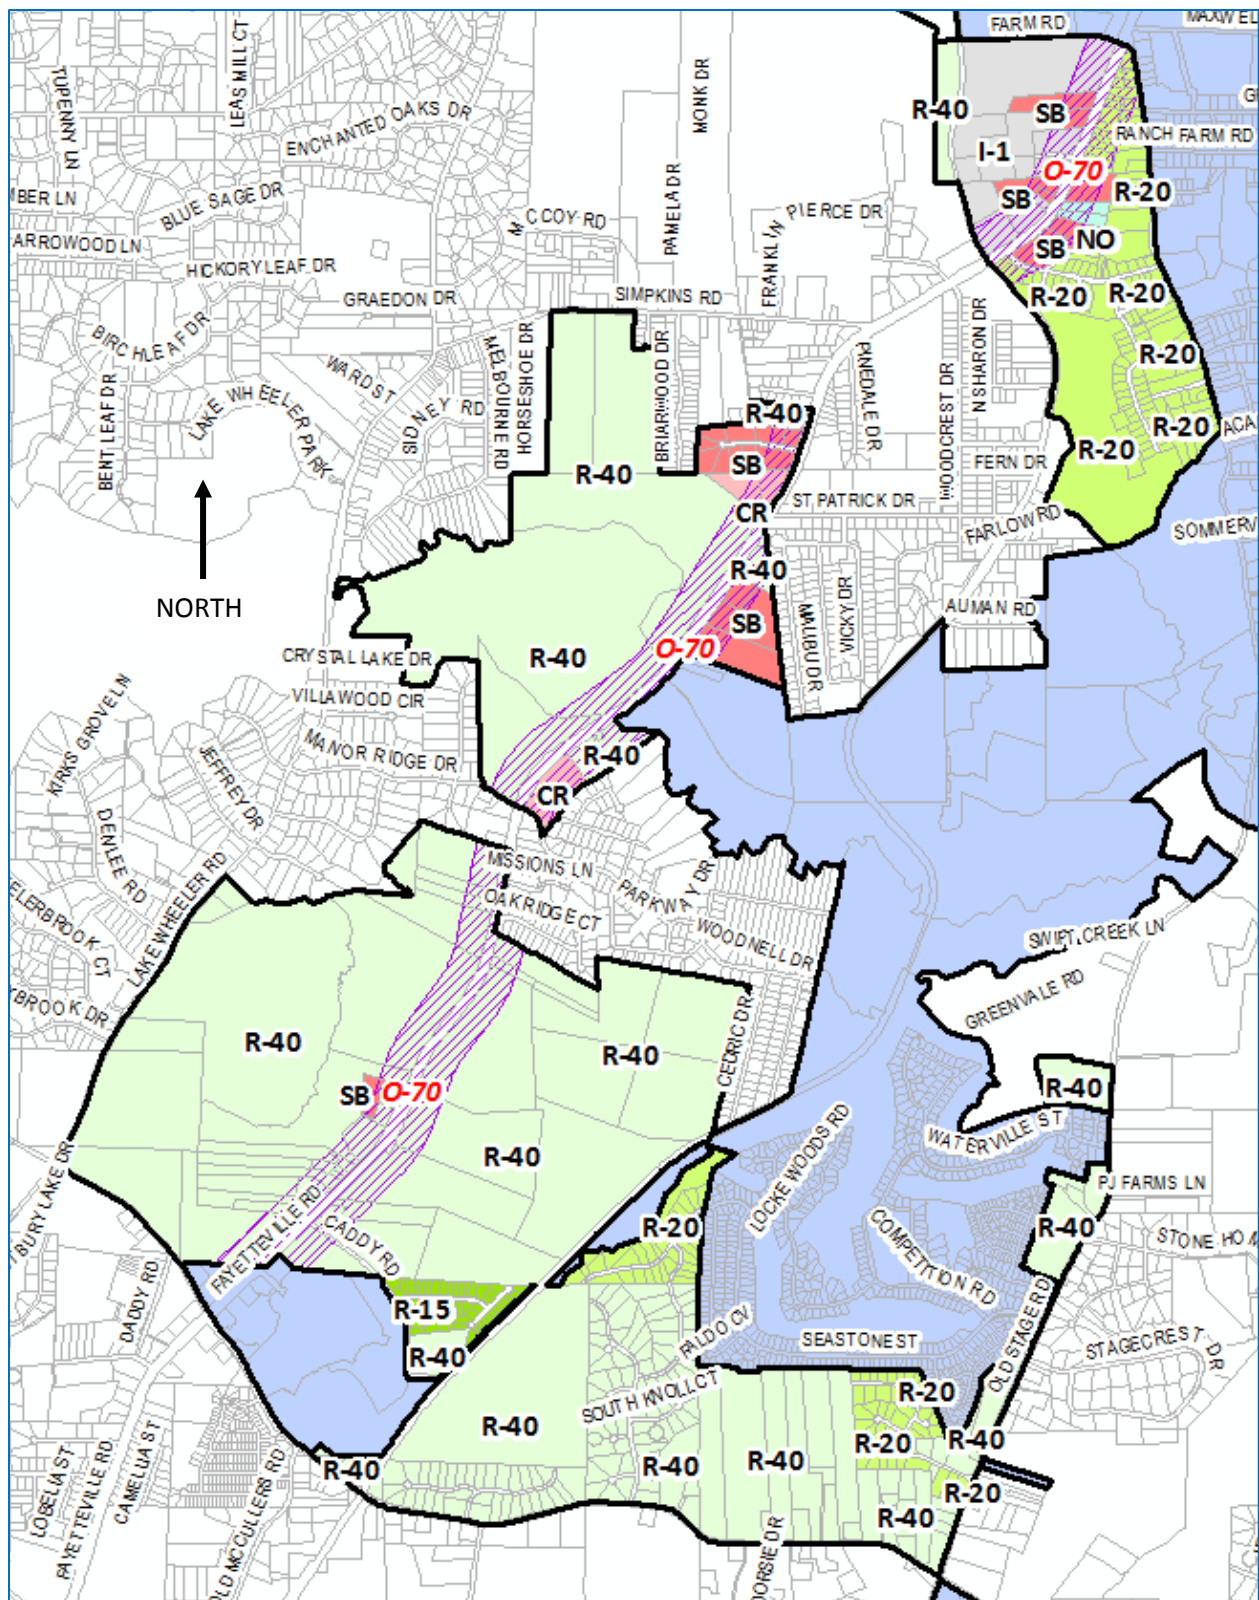 FARM RD
LEAS MILL CT
TUPENNY LN
MONK DR
R-40
SB
ENCHANTED OAKS DR
RANCH FARM RD
I-1
O-70
PAMELA DR
BLUE SAGE DR
SB
R-20
PIERCE DR
MCCOY RD
FRANKLIN
ARROWOOD LN
NO
SB
HICKORY LEAF DR
SIMPKINS RD
GRAEDON DR
R-20
R-20
BIRCHLEAF DR
HORSESHOE DR
MELBOURNE RD
BRIARWOOD DR
PINEDALE DR
WOODCREST DR
N SHARON DR
R-20
WARD ST
BENT LEAF DR
LAKE WHEELER PARK
SIDNEY RD
R-40
R-20
R-20
R-40
SB
FERN DR
ST PATRICK DR
CR
FARLOW RD
NORTH
R-40
SB
MALIBU DR
VICKY DR
AUMAN RD
O-70
CRYSTAL LAKE DR
R-40
VILLAWOOD CIR
KIRKS GROVE LN
JEFFREY DR
MANOR RIDGE DR
R-40
CR
DENLEE RD
LAKE WHEELER RD
MISSIONS LN
PARKWAY DR
OAKRIDGE CT
WOODNELL DR
SWIFT CREEK LN
GREENVALE RD
CEDRIC DR
R-40
R-40
SB
O-70
R-40
WATERVILLE ST
LOCKE WOODS RD
R-40
PJ FARMS LN
FAYETTEVILLE RD
CADDY RD
R-20
COMPETITION RD
R-40
DADDY RD
R-15
R-40
PALDO CV
SEASTONE ST
OLD STAGE RD
STAGECREST DR
SOUTH KNOLL CT
R-20
R-40
R-20
R-40
R-40
R-40
R-40
R-20
R-40
LOBELIA ST
FAYETTEVILLE RD
CAMELLIA ST
OLD MCCULLERS RD